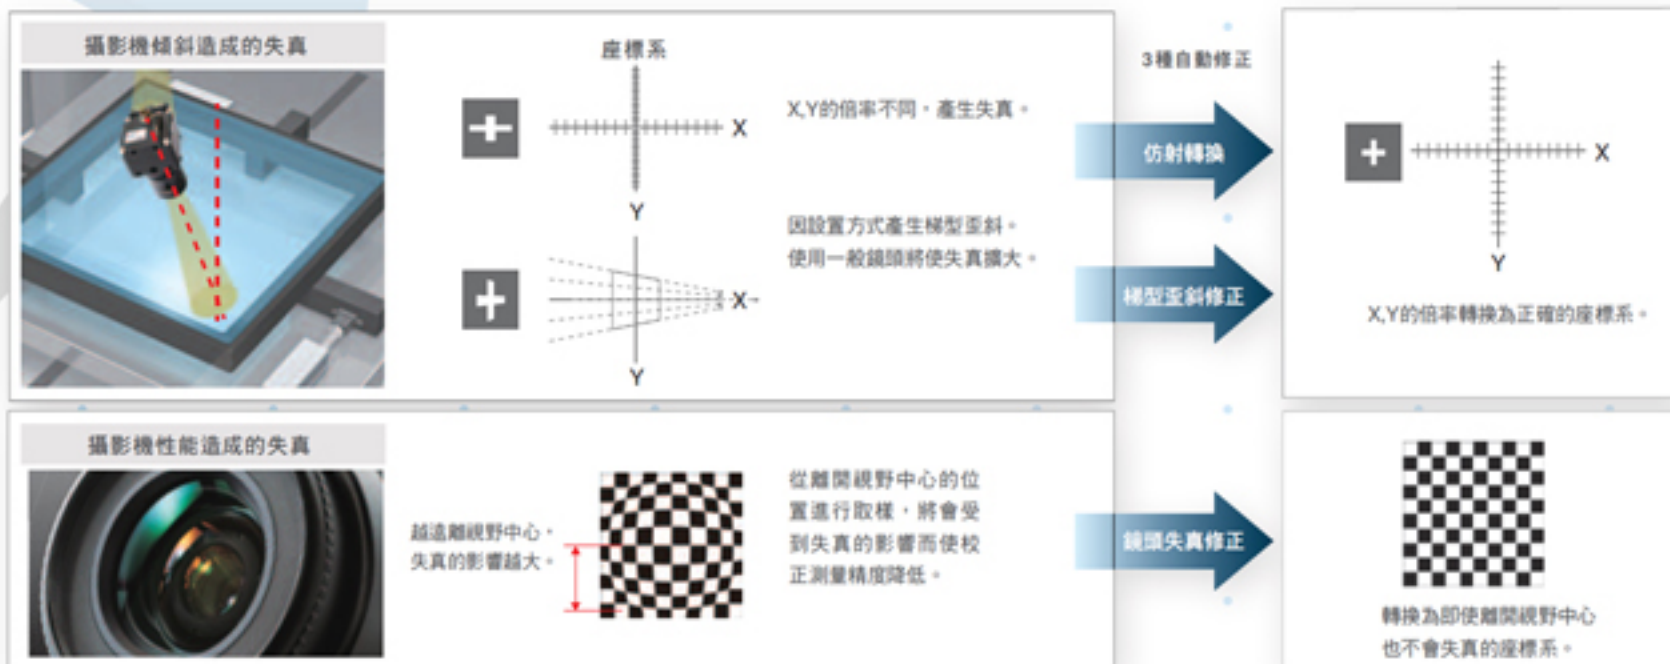 攝影機傾斜造成的失真
座標系
X
Y
X,Y的倍率不同,產生失真。
X
Y
因設置方式產生梯型歪斜。
使用一般鏡頭將使失真擴大。
3種自動修正
仿射轉換
梯型歪斜修正
X
Y
X,Y的倍率轉換為正確的座標系。
攝影機性能造成的失真
越遠離視野中心,
失真的影響越大。
從離開視野中心的位
置進行取樣,將會受
到失真的影響而使校
正測量精度降低。
鏡頭失真修正
轉換為即使離開視野中心
也不會失真的座標系。